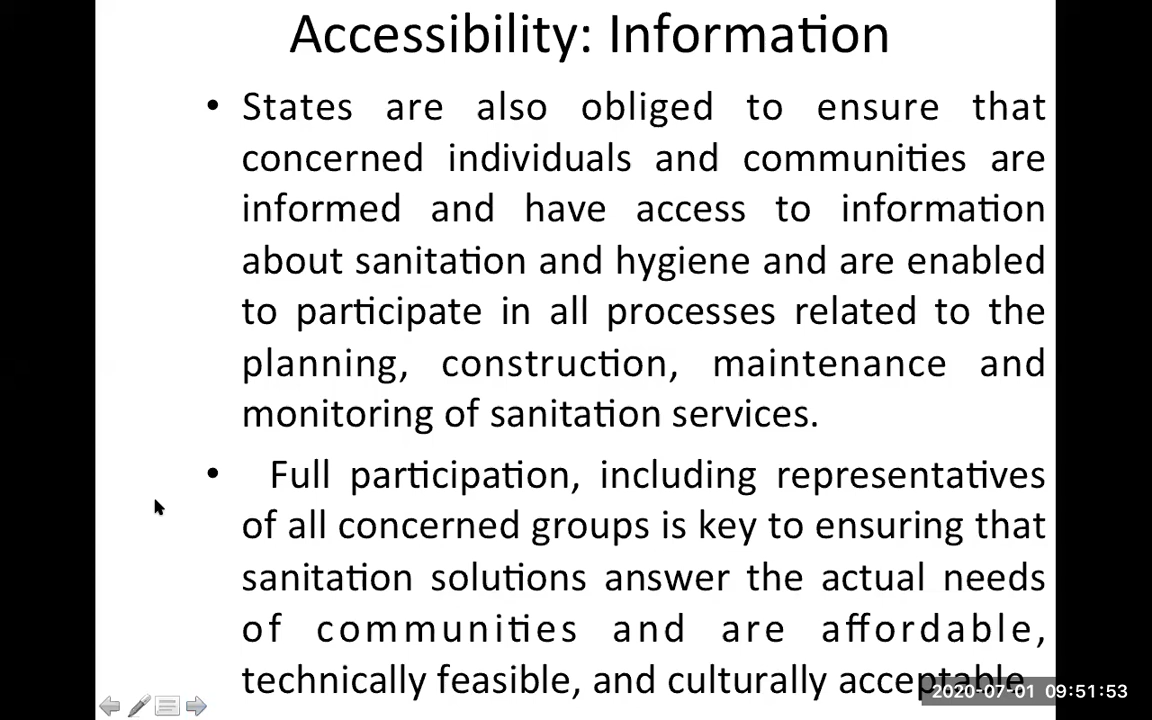 Accessibility: Information
• States are also obliged to ensure that
concerned individuals and communities are
informed and have access to information
about sanitation and hygiene and are enabled
to participate in all processes related to the
planning, construction, maintenance and
monitoring of sanitation services.
• Full participation, including representatives
of all concerned groups is key to ensuring that
sanitation solutions answer the actual needs
of communities and are affordable,
technically feasible, and culturally acceptable
2020-07-01 09:51:53